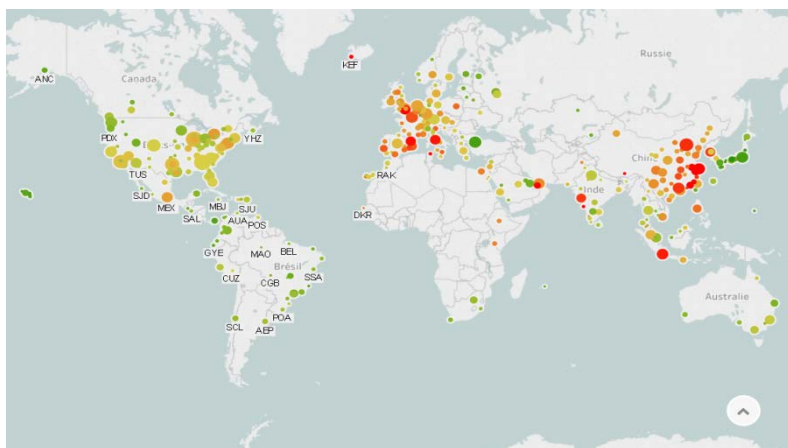 Russie
KEF
ANC
Canada
PDX
YHZ
Chine
TUS
RAK
SJD
Inde
MEX
MBJ
SJU
DKR
SAL
AUA
POS
GYE
MAO
BEL
Brésil
CUZ
CGB
SSA
Australie
POA
SCL
AEP